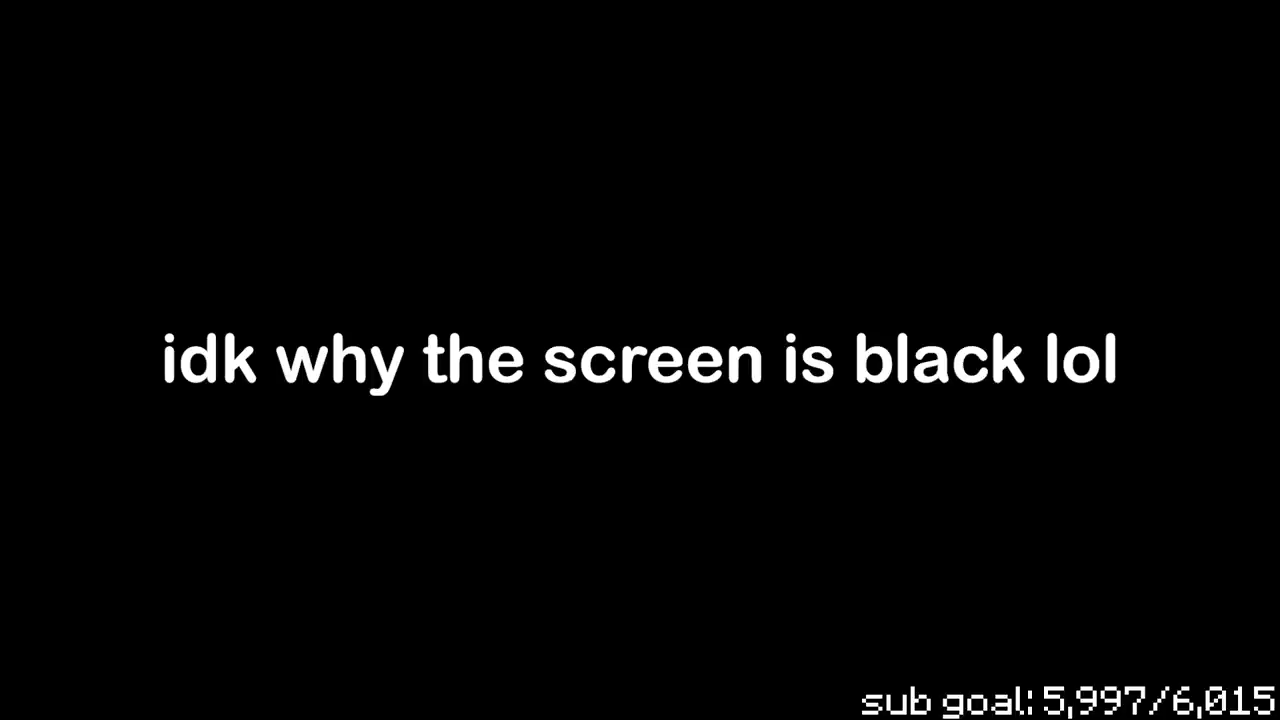 idk why the screen is black lol
sub goal: 5,997/6,015